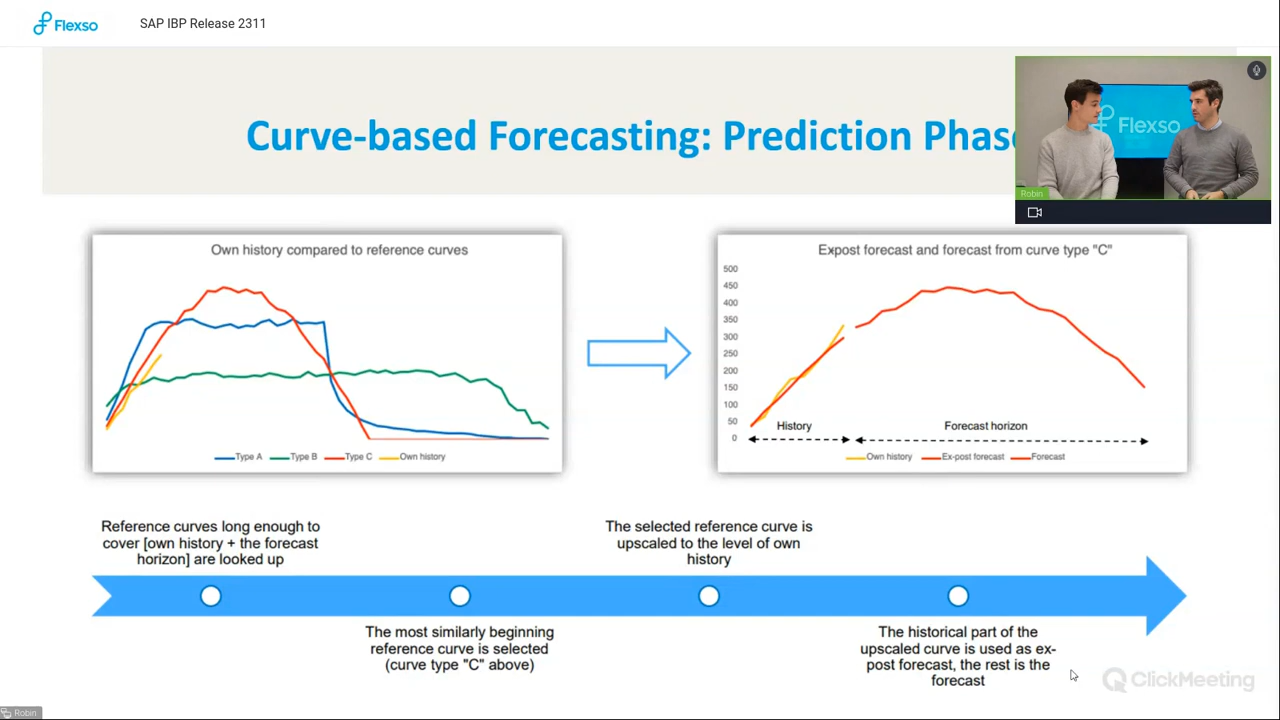 Flexso
SAP IBP Release 2311
Curve-based Forecasting: Prediction Phase
Flexso
Robin
Own history compared to reference curves
Type A
Type B
Type C
Own history
Expost forecast and forecast from curve type "C"
500
450
400
350
300
250
200
150
100
50
0
History
Forecast horizon
Own history
Ex-post forecast
Forecast
Reference curves long enough to
cover [own history + the forecast
horizon] are looked up
The most similarly beginning
reference curve is selected
(curve type "C" above)
The selected reference curve is
upscaled to the level of own
history
The historical part of the
upscaled curve is used as ex-
post forecast, the rest is the
forecast
ClickMeeting
Robin